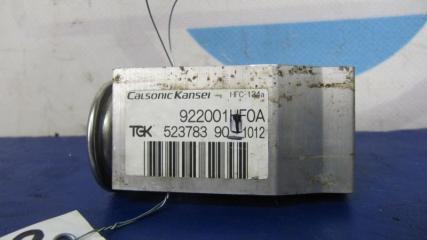 CalsonicKansei HFC-134a
922001HF0A
TGK 523783 90 1012